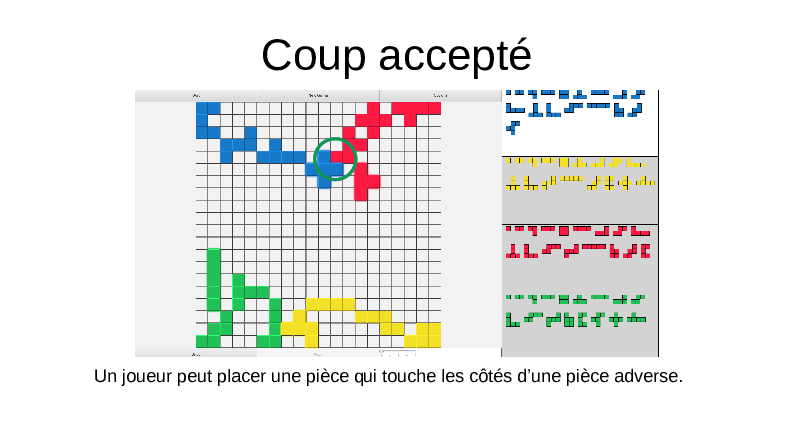 Coup accepté
Un joueur peut placer une pièce qui touche les côtés d’une pièce adverse.